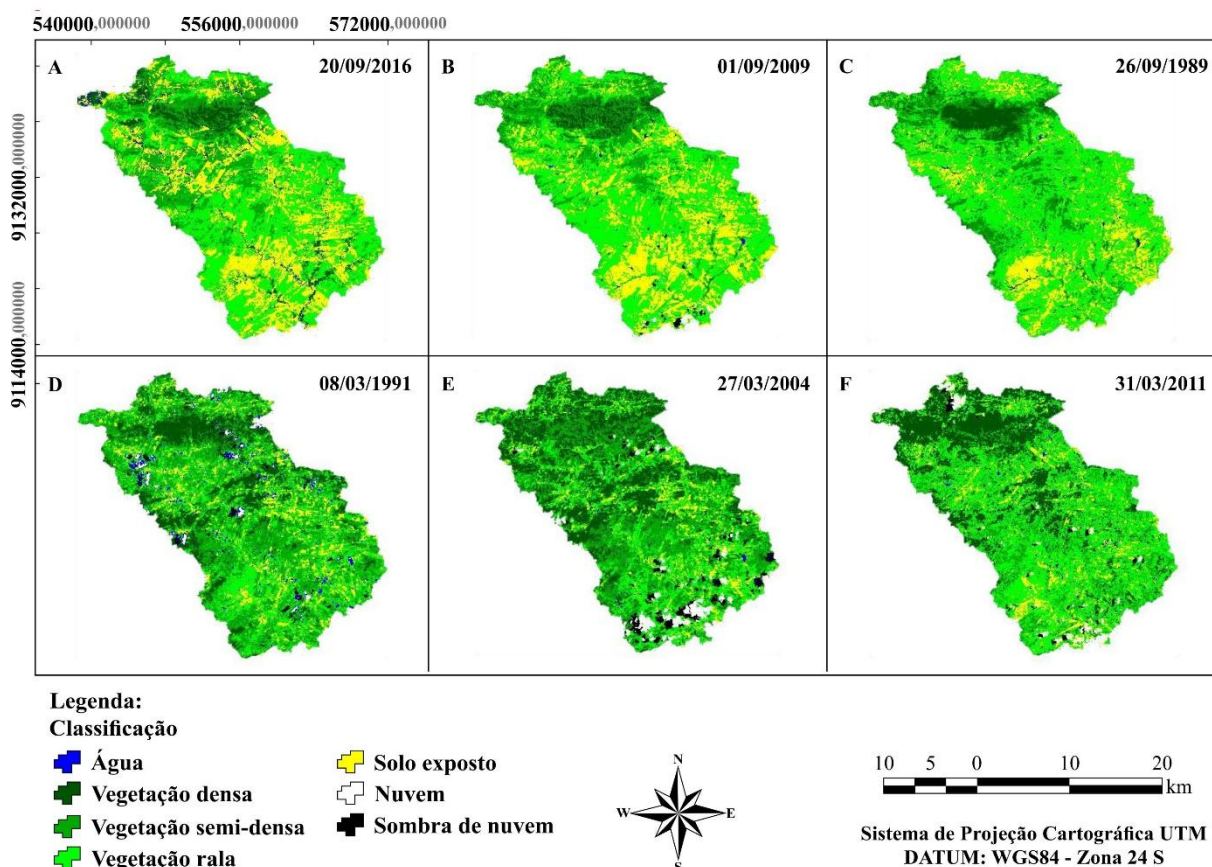 540000,000000 556000,000000 572000,000000
A 20/09/2016
B 01/09/2009
C 26/09/1989
9132000,000000
9114000,000000
D 08/03/1991
E 27/03/2004
F 31/03/2011
Legenda:
Classificação
Água
Vegetação densa
Vegetação semi-densa
Vegetação rala
Solo exposto
Nuvem
Sombra de nuvem
N
W E
S
10 5 0 10 20
km
Sistema de Projeção Cartográfica UTM
DATUM: WGS84 - Zona 24 S